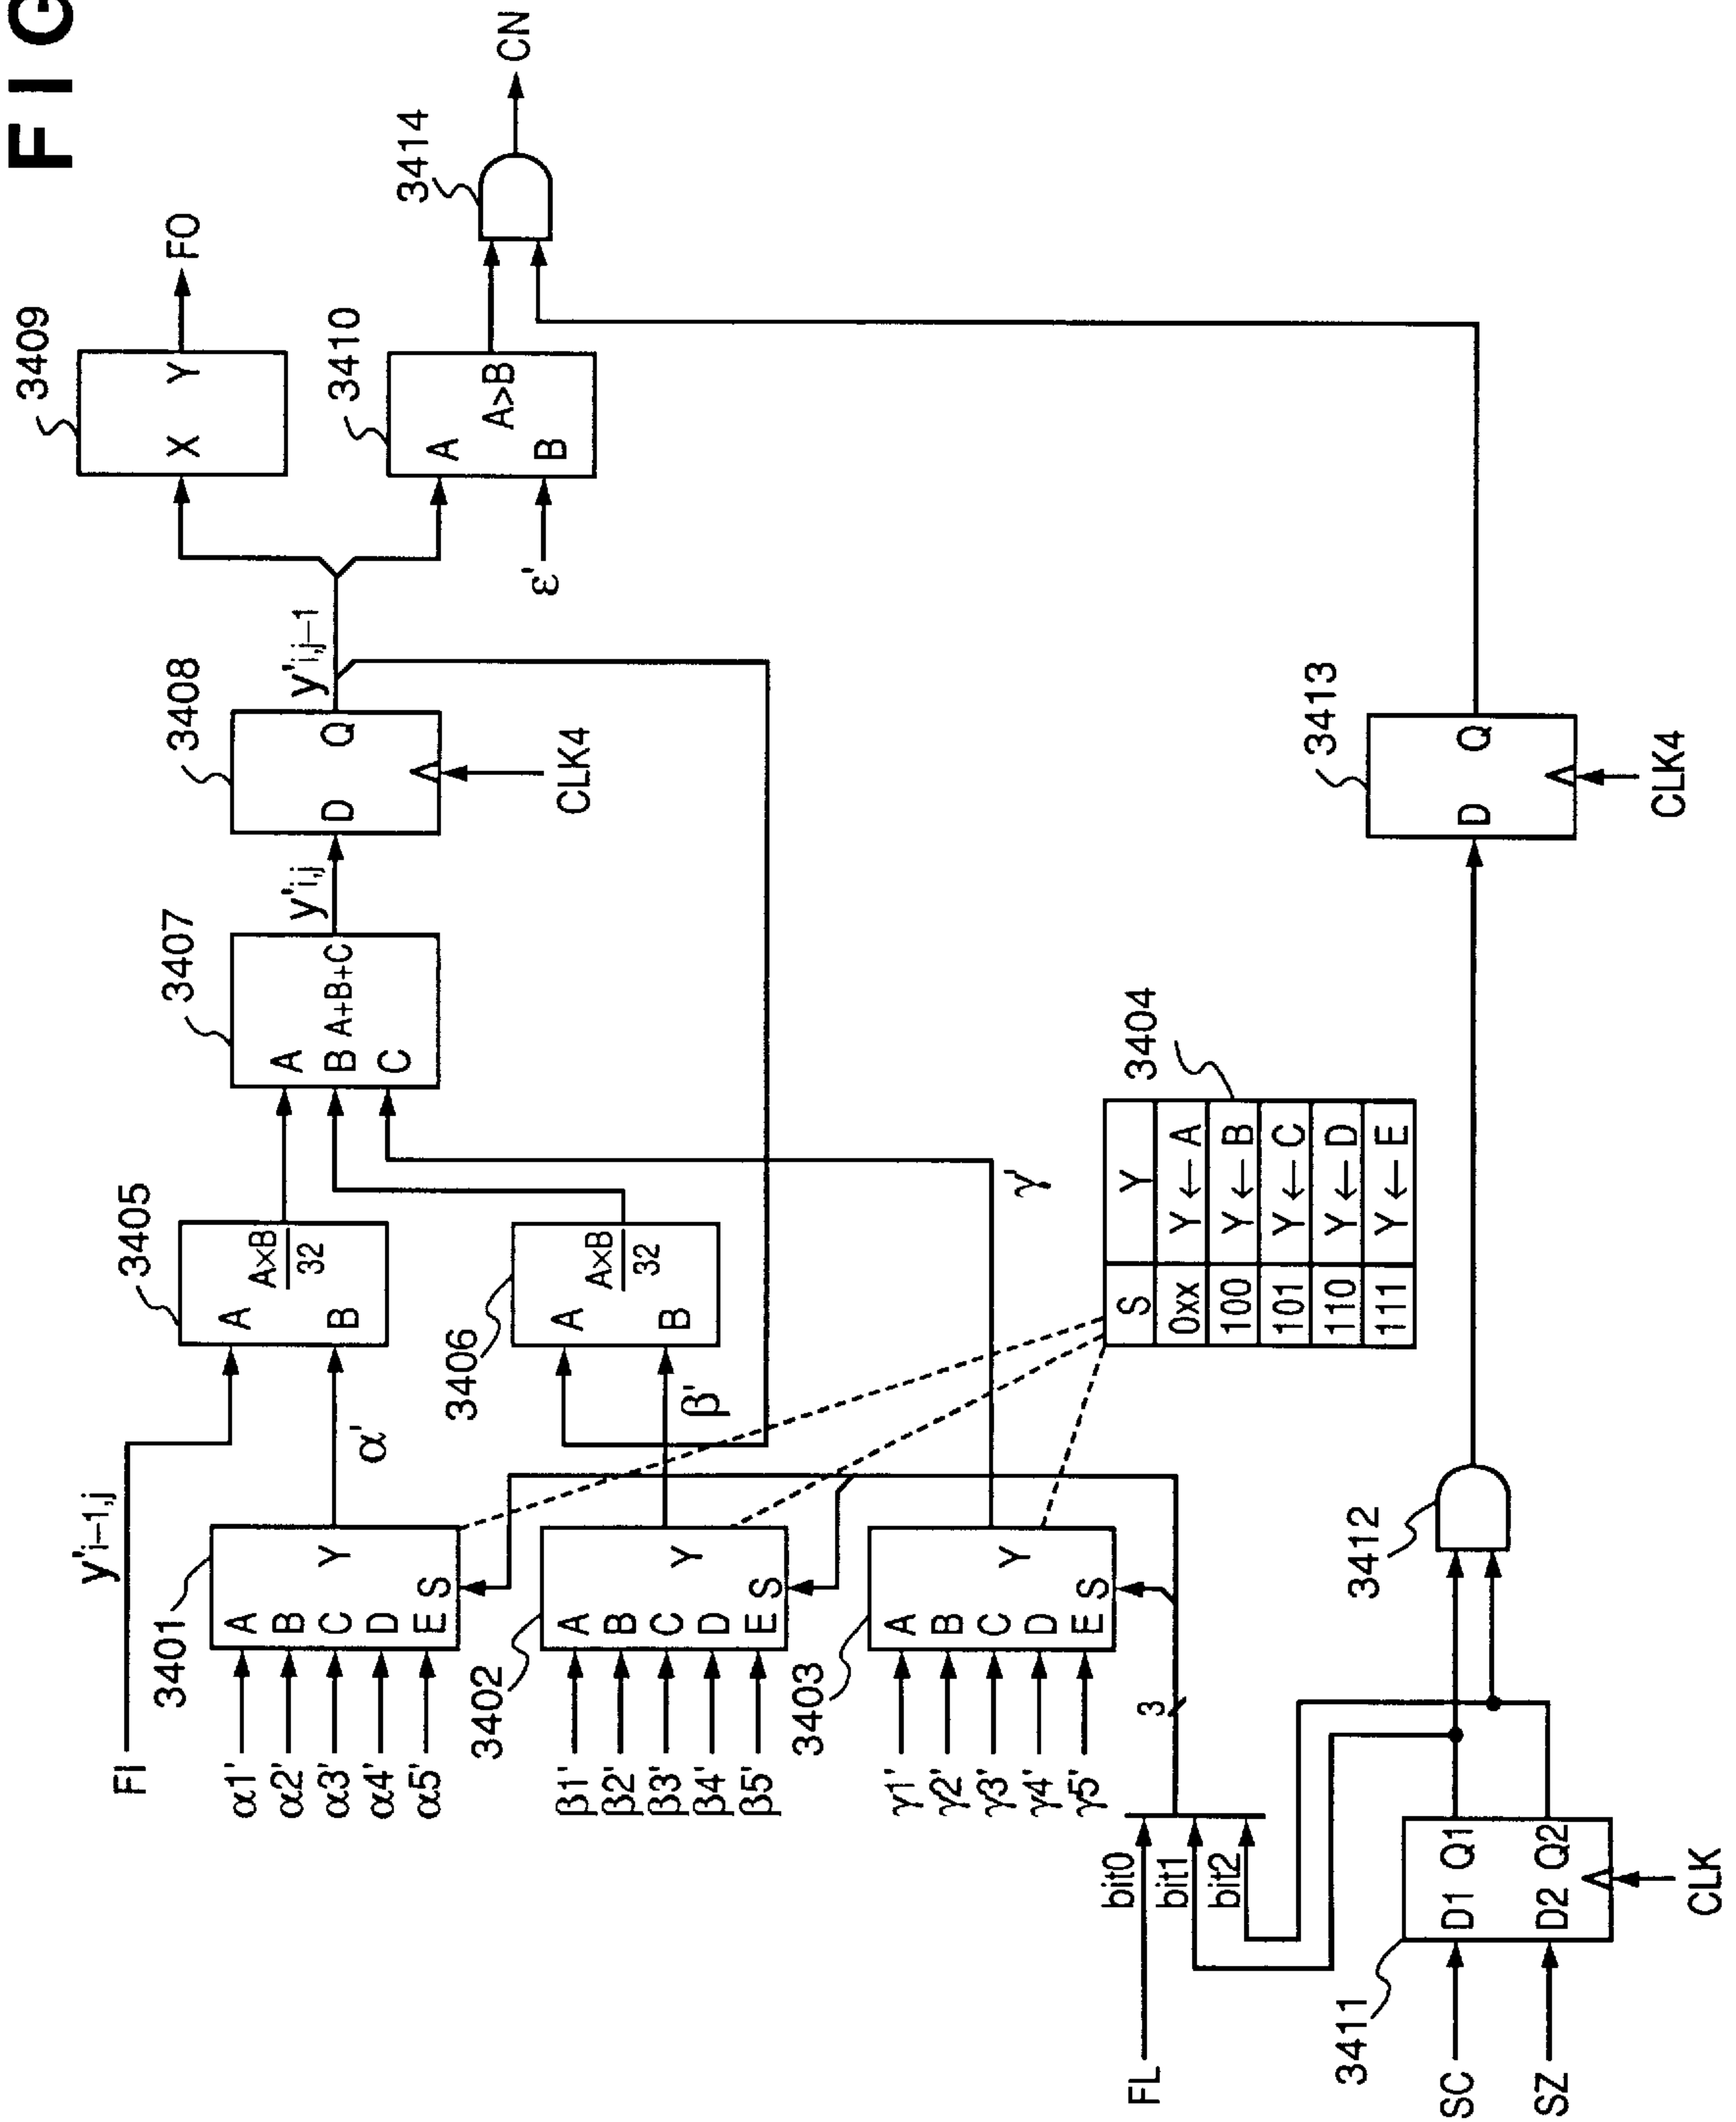 FIG
FI
y'i-1,j
α1'
α2'
α3'
α4'
α5'
3401
A
B
C
D
E
S
Y
α'
β1'
β2'
β3'
β4'
β5'
3402
A
B
C
D
E
S
Y
β'
γ1'
γ2'
γ3'
γ4'
γ5'
3403
A
B
C
D
E
S
Y
γ'
3405
A
B
A×B
32
3406
A
B
A×B
32
3407
A
B
C
A+B+C
y'i,j
3408
D
Q
CLK4
y'i,j-1
3409
X
Y
FO
3410
A
B
A>B
ε'
3414
CN
3404
S Y
0xx Y←A
100 Y←B
101 Y←C
110 Y←D
111 Y←E
FL
bit0
bit1
bit2
3
SC
SZ
3411
D1 Q1
D2 Q2
CLK
3412
3413
D
Q
CLK4